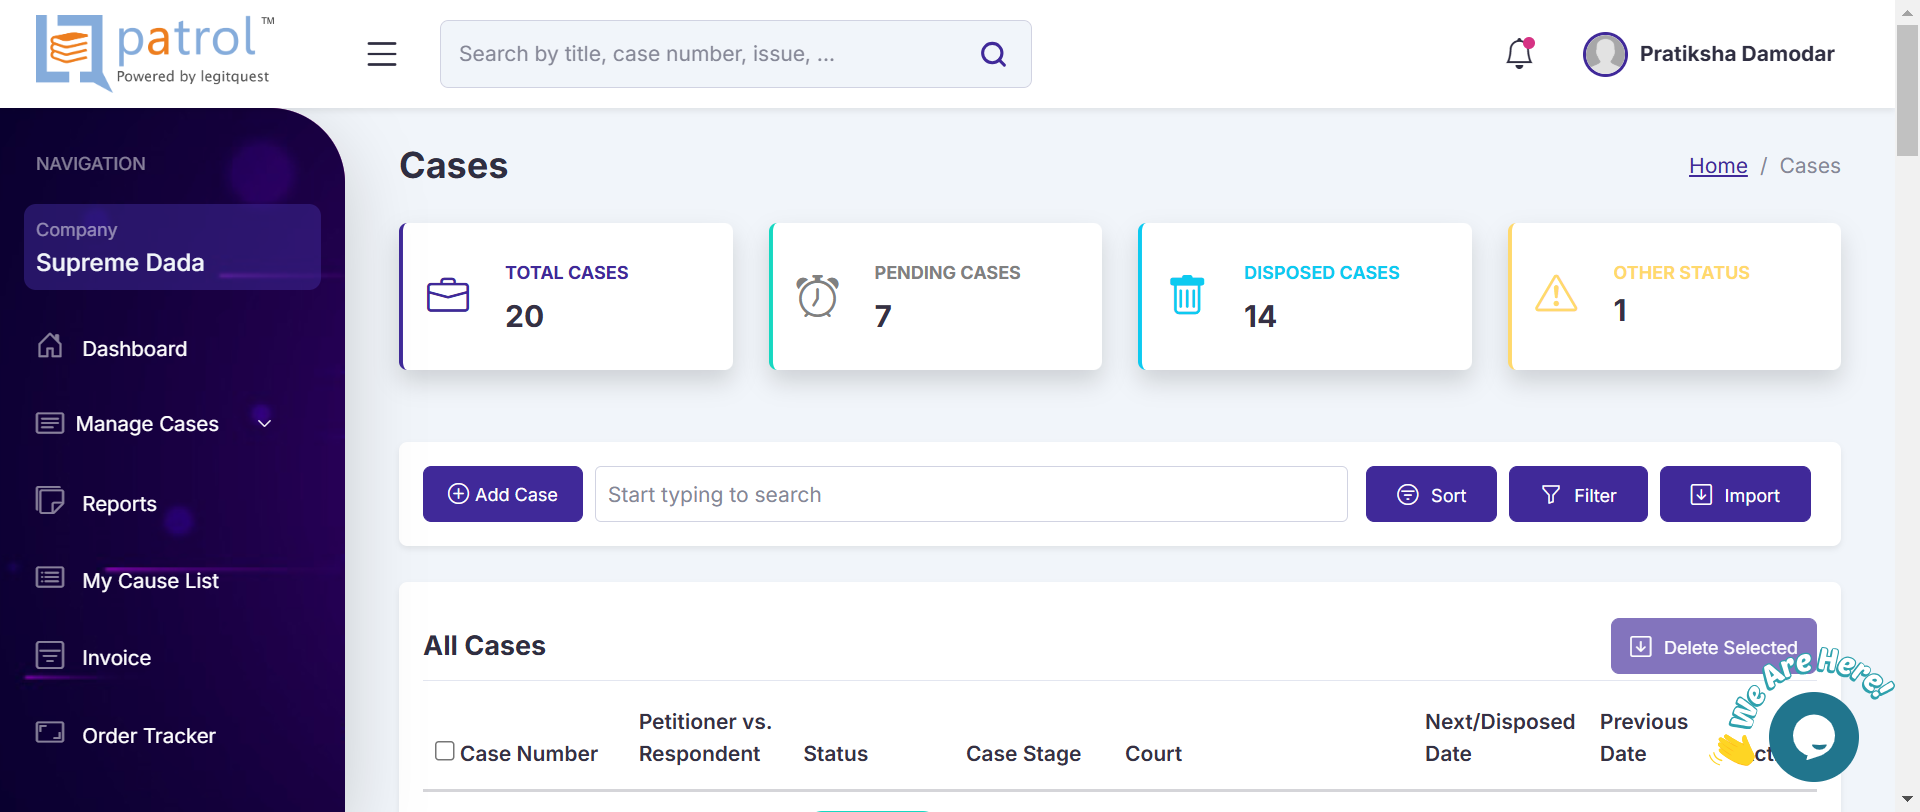 patrol ™
Powered by legitquest
Search by title, case number, issue, ...
Pratiksha Damodar
NAVIGATION
Company
Supreme Dada
Dashboard
Manage Cases
Reports
My Cause List
Invoice
Order Tracker
Cases
Home / Cases
TOTAL CASES
20
PENDING CASES
7
DISPOSED CASES
14
OTHER STATUS
1
Add Case
Start typing to search
Sort
Filter
Import
All Cases
Delete Selected
We Are Here!
Case Number
Petitioner vs.
Respondent
Status
Case Stage
Court
Next/Disposed
Date
Previous
Date